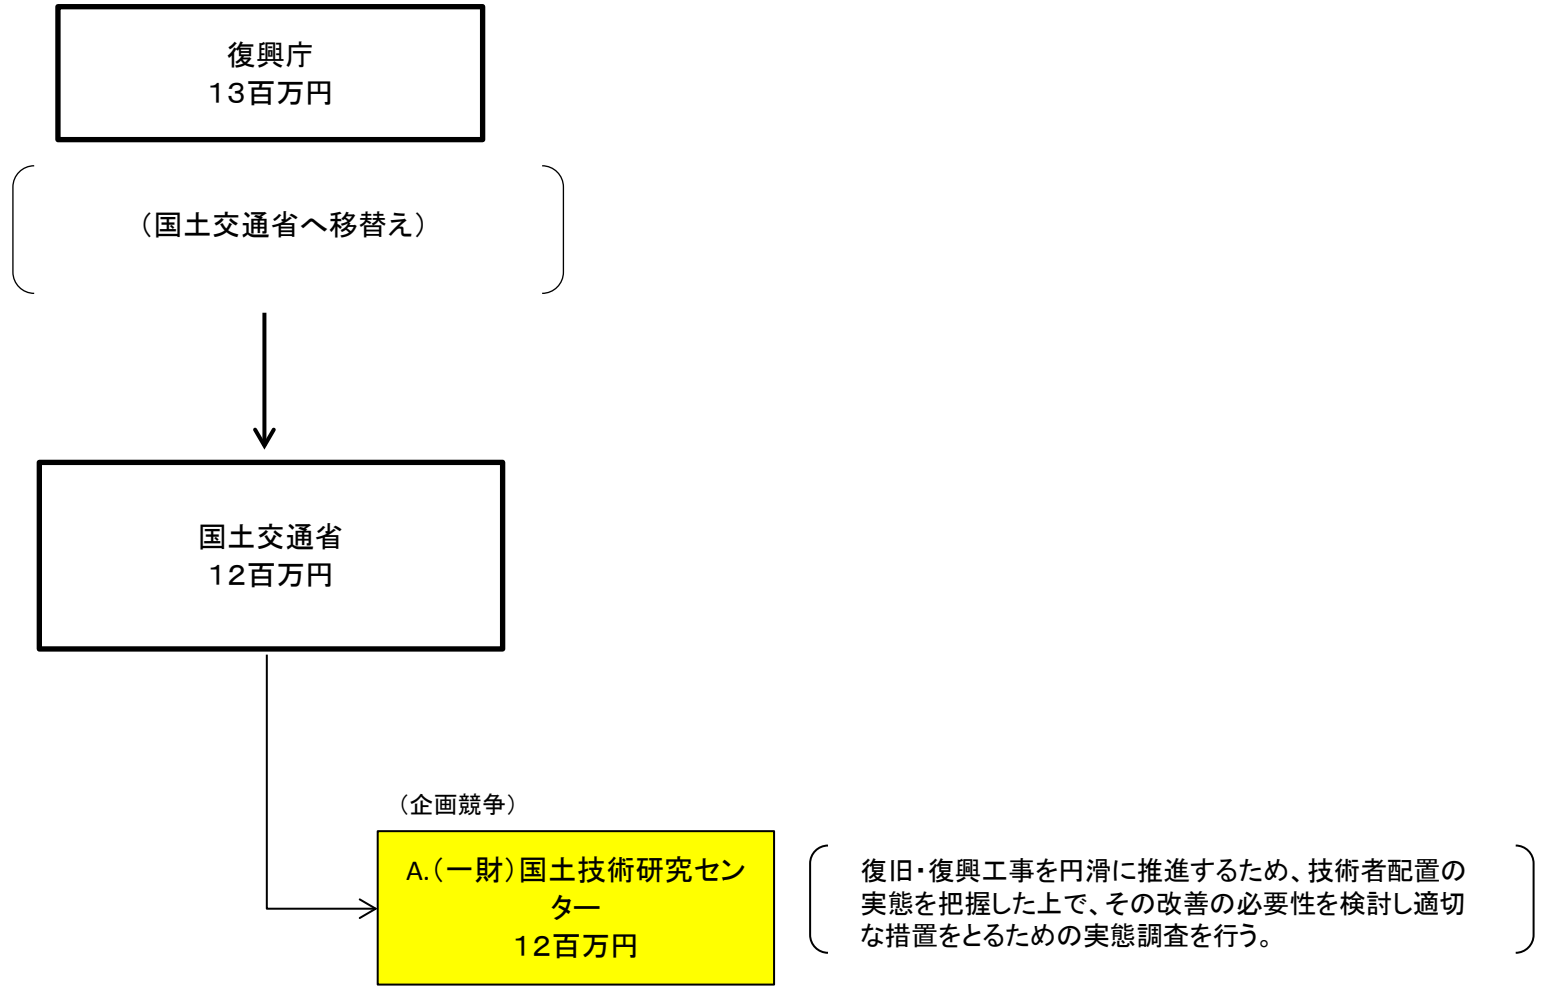 復興庁
13百万円
(国土交通省へ移替え)
国土交通省
12百万円
(企画競争)
A.(一財)国土技術研究セン
ター
12百万円
復旧・復興工事を円滑に推進するため、技術者配置の
実態を把握した上で、その改善の必要性を検討し適切
な措置をとるための実態調査を行う。